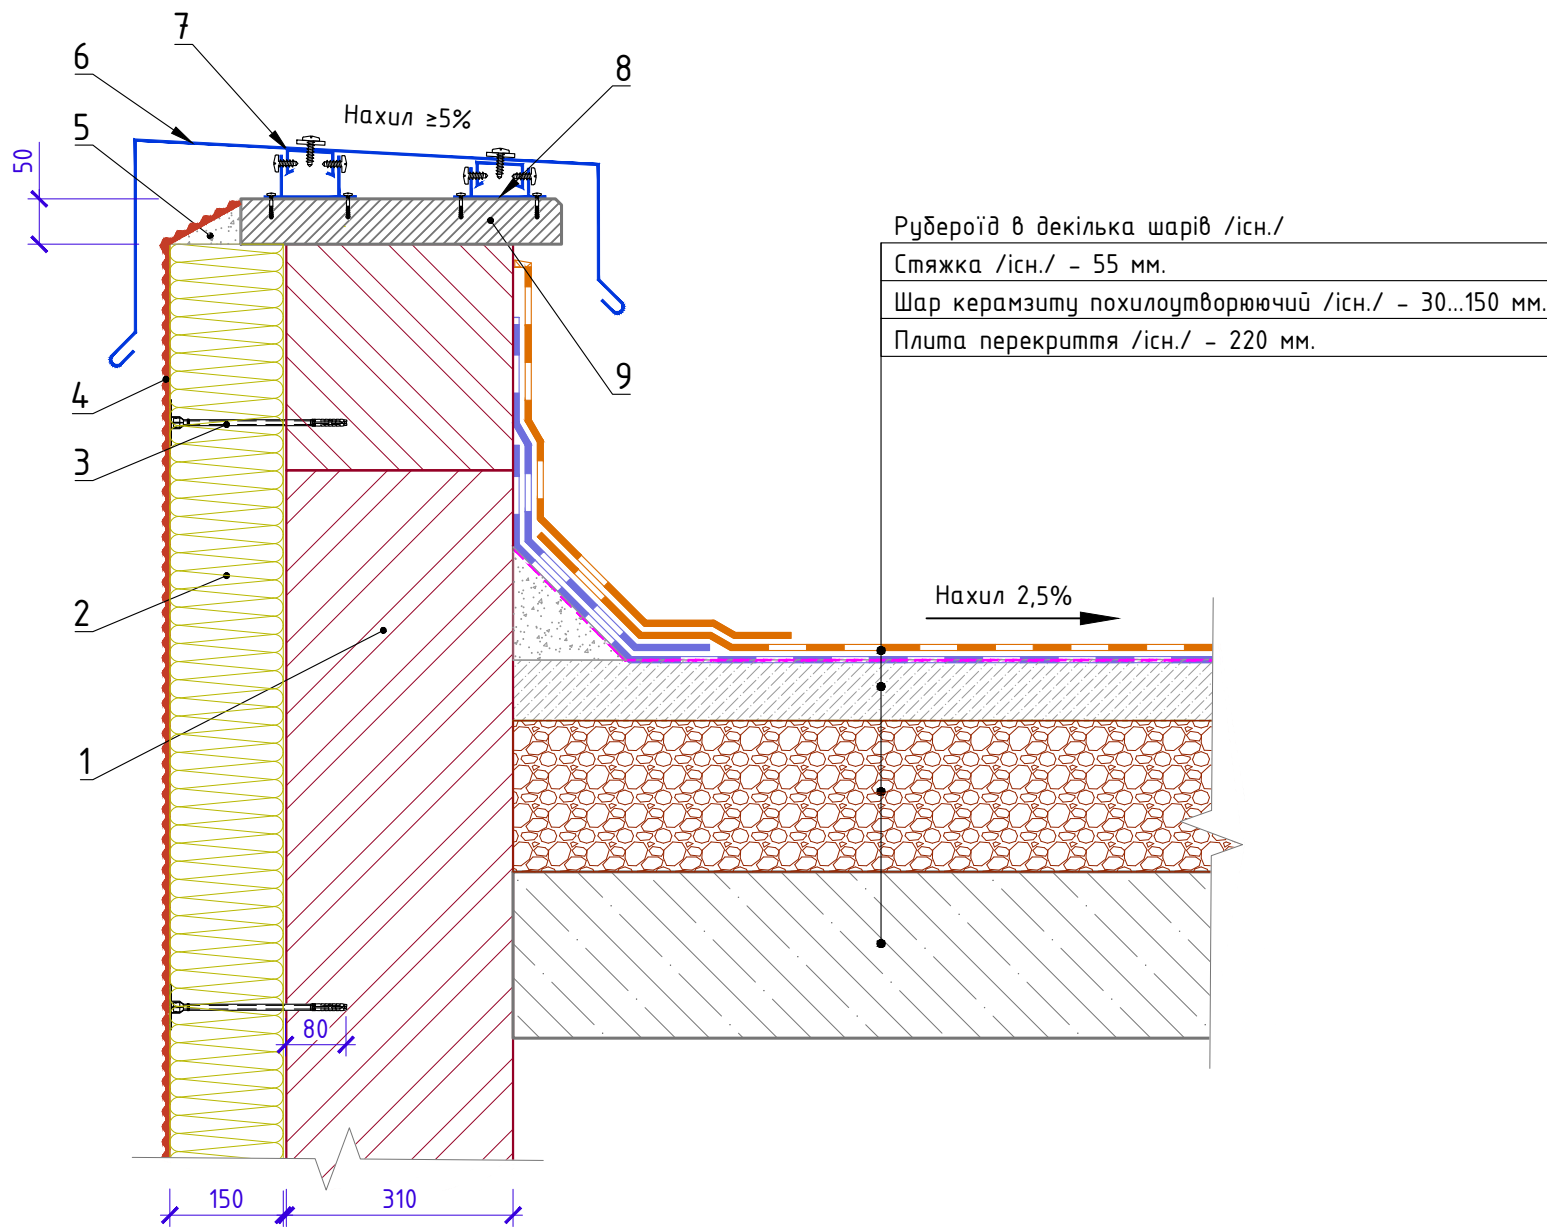 7
6
8
Нахил ≥5%
5
50
Рубероїд в декілька шарів /існ./
Стяжка /існ./ - 55 мм.
Шар керамзиту похилоутворюючий /існ./ - 30...150 мм.
Плита перекриття /існ./ - 220 мм.
9
4
3
Нахил 2,5%
2
1
80
150
310